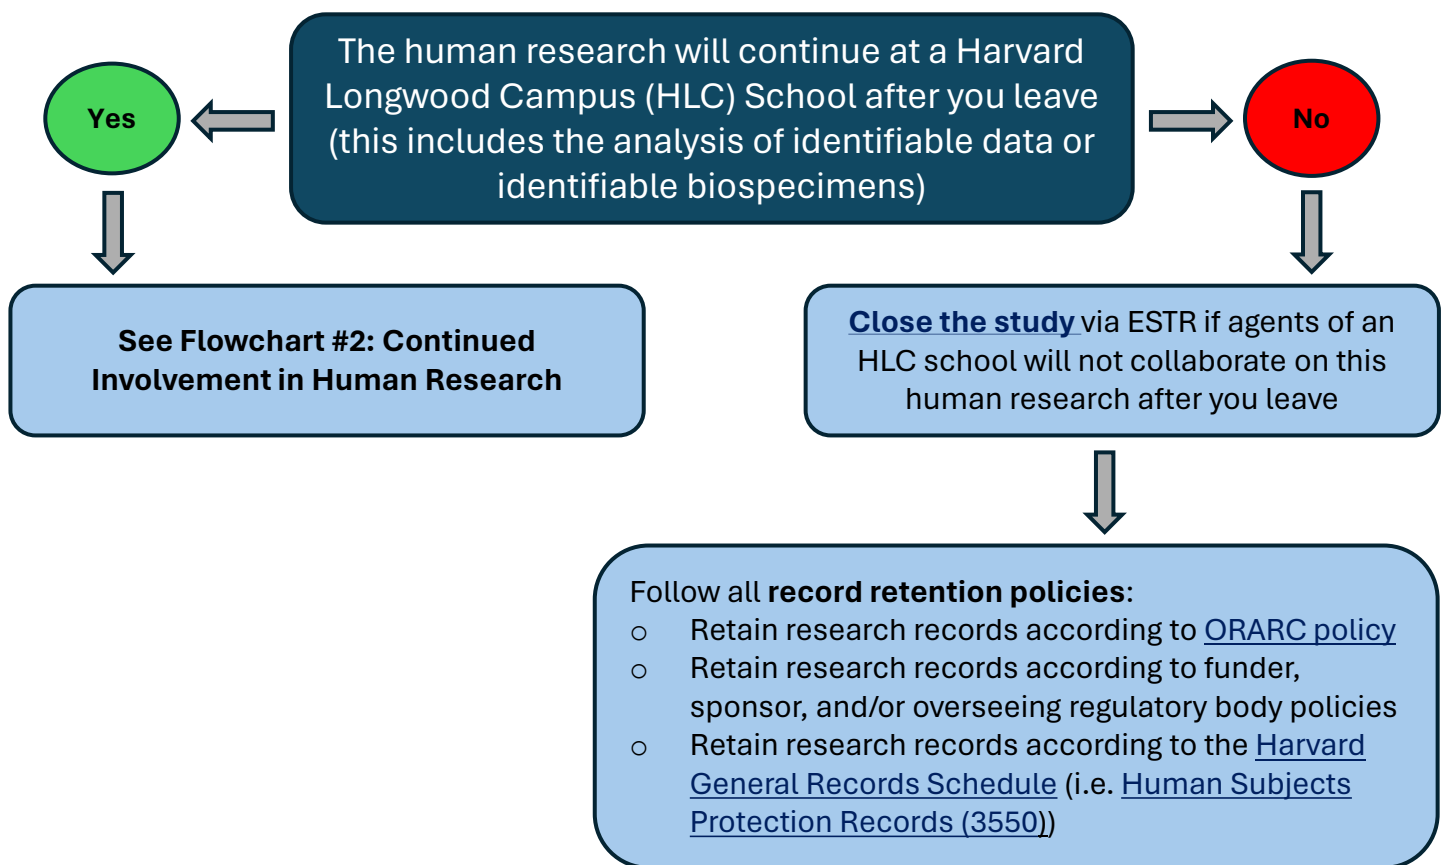 The human research will continue at a Harvard
Longwood Campus (HLC) School after you leave
(this includes the analysis of identifiable data or
identifiable biospecimens)
Yes
No
See Flowchart #2: Continued
Involvement in Human Research
Close the study via ESTR if agents of an
HLC school will not collaborate on this
human research after you leave
Follow all record retention policies:
o Retain research records according to ORARC policy
o Retain research records according to funder,
sponsor, and/or overseeing regulatory body policies
o Retain research records according to the Harvard
General Records Schedule (i.e. Human Subjects
Protection Records (3550))